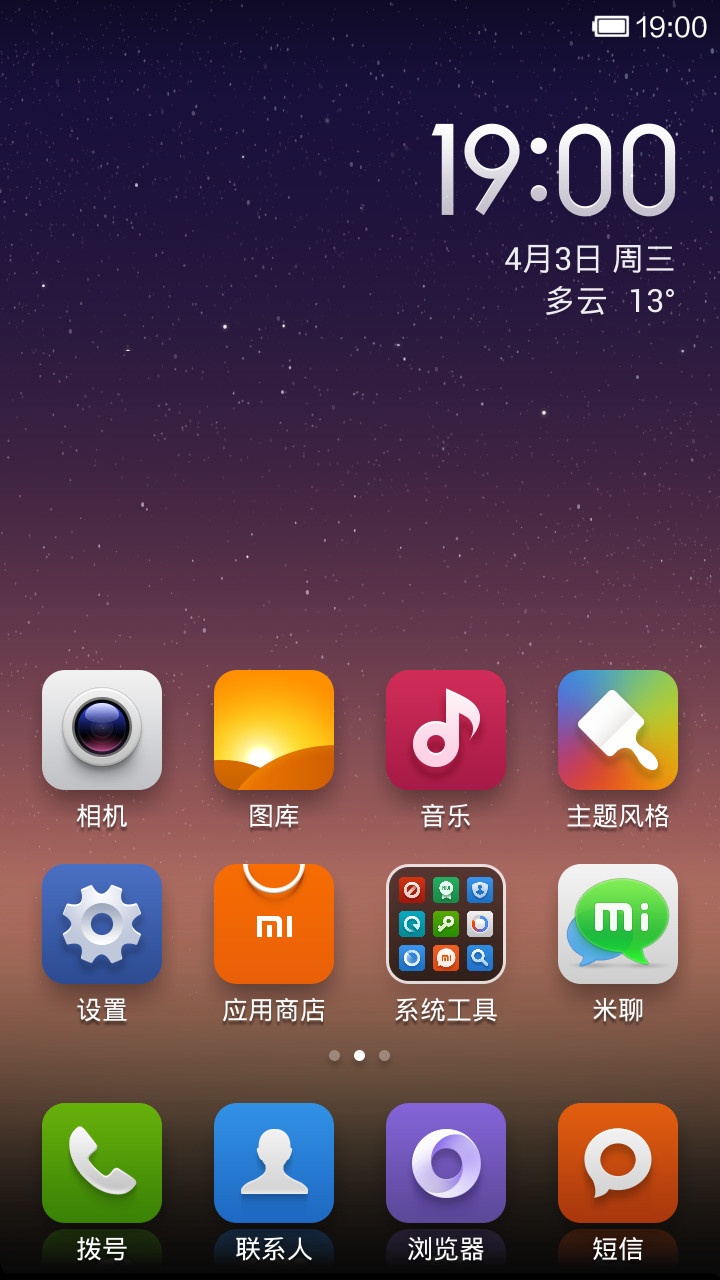 19:00
19:00
4月3日 周三
多云 13°
相机 图库 音乐 主题风格
mi mi
设置 应用商店 系统工具 米聊
拨号 联系人 浏览器 短信